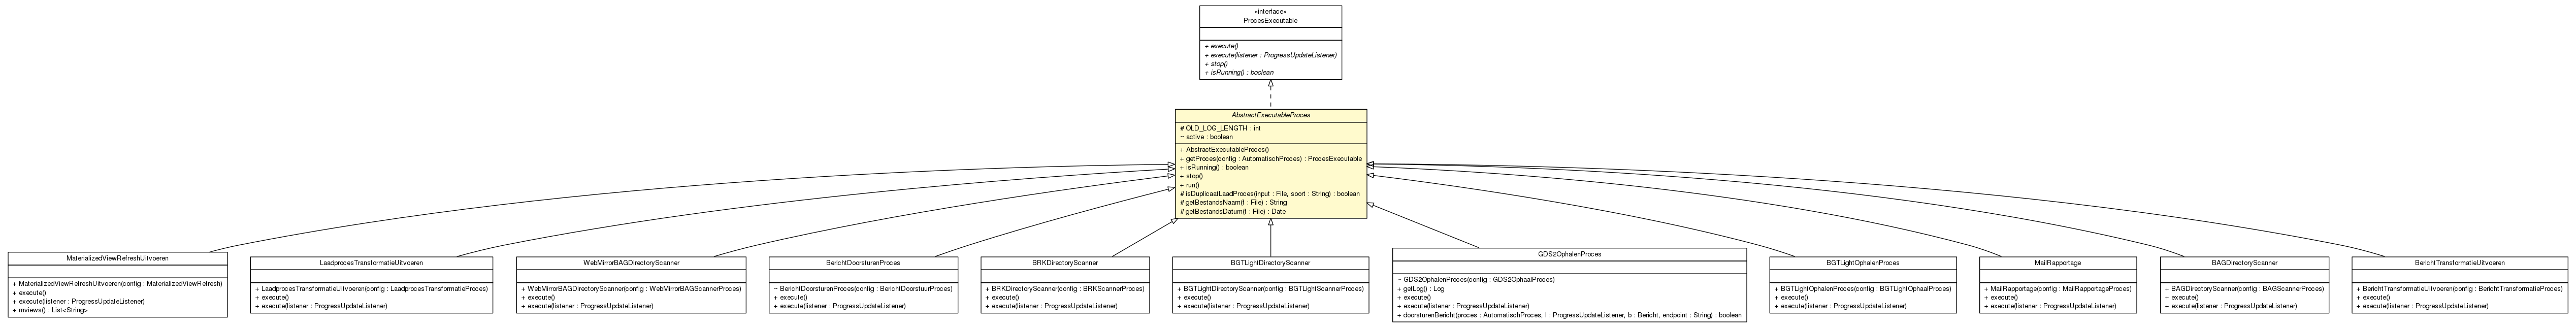 «interface»
ProcesExecutable
+ execute()
+ execute(listener : ProgressUpdateListener)
+ stop()
+ isRunning() : boolean
AbstractExecutableProces
# OLD_LOG_LENGTH : int
~ active : boolean
+ AbstractExecutableProces()
+ getProces(config : AutomatischProces) : ProcesExecutable
+ isRunning() : boolean
+ stop()
+ run()
# isDuplicaatLaadProces(input : File, soort : String) : boolean
# getBestandsNaam(f : File) : String
# getBestandsDatum(f : File) : Date
MaterializedViewRefreshUitvoeren
+ MaterializedViewRefreshUitvoeren(config : MaterializedViewRefresh)
+ execute()
+ execute(listener : ProgressUpdateListener)
+ mviews() : List<String>
LaadprocesTransformatieUitvoeren
+ LaadprocesTransformatieUitvoeren(config : LaadprocesTransformatieProces)
+ execute()
+ execute(listener : ProgressUpdateListener)
WebMirrorBAGDirectoryScanner
+ WebMirrorBAGDirectoryScanner(config : WebMirrorBAGScannerProces)
+ execute()
+ execute(listener : ProgressUpdateListener)
BerichtDoorsturenProces
~ BerichtDoorsturenProces(config : BerichtDoorstuurProces)
+ execute()
+ execute(listener : ProgressUpdateListener)
BRKDirectoryScanner
+ BRKDirectoryScanner(config : BRKScannerProces)
+ execute()
+ execute(listener : ProgressUpdateListener)
BGTLightDirectoryScanner
+ BGTLightDirectoryScanner(config : BGTLightScannerProces)
+ execute()
+ execute(listener : ProgressUpdateListener)
GDS2OphalenProces
~ GDS2OphalenProces(config : GDS2OphaalProces)
+ getLog() : Log
+ execute()
+ execute(listener : ProgressUpdateListener)
+ doorsturenBericht(proces : AutomatischProces, l : ProgressUpdateListener, b : Bericht, endpoint : String) : boolean
BGTLightOphalenProces
+ BGTLightOphalenProces(config : BGTLightOphaalProces)
+ execute()
+ execute(listener : ProgressUpdateListener)
MailRapportage
+ MailRapportage(config : MailRapportageProces)
+ execute()
+ execute(listener : ProgressUpdateListener)
BAGDirectoryScanner
+ BAGDirectoryScanner(config : BAGScannerProces)
+ execute()
+ execute(listener : ProgressUpdateListener)
BerichtTransformatieUitvoeren
+ BerichtTransformatieUitvoeren(config : BerichtTransformatieProces)
+ execute()
+ execute(listener : ProgressUpdateListener)